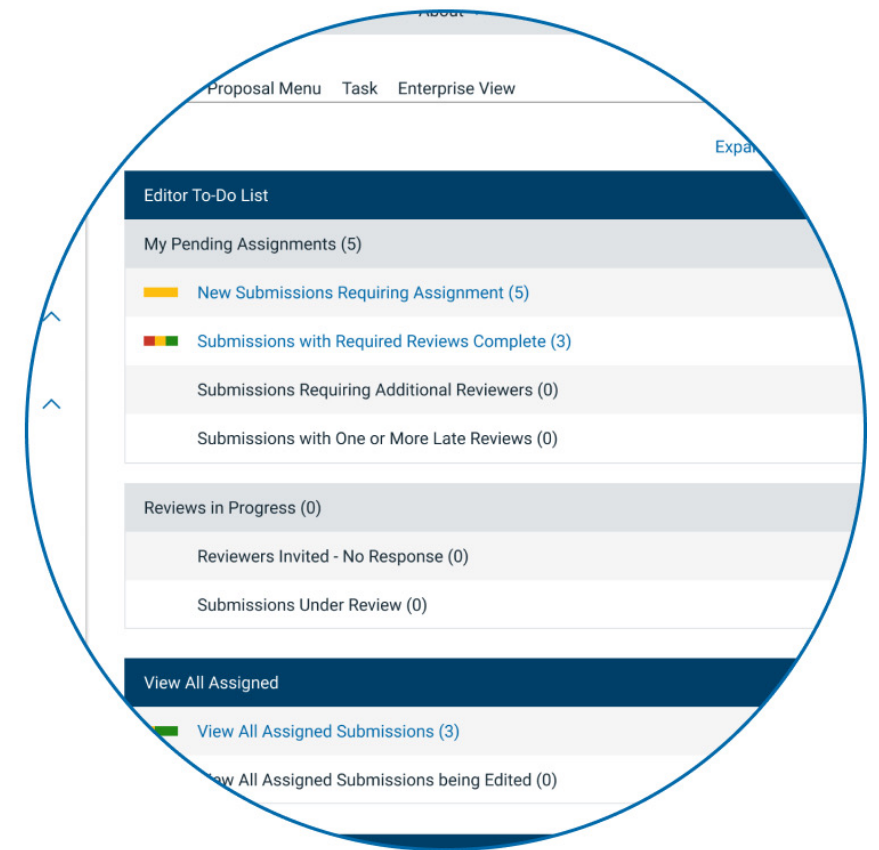 About
Proposal Menu Task Enterprise View
Editor To-Do List
My Pending Assignments (5)
New Submissions Requiring Assignment (5)
Submissions with Required Reviews Complete (3)
Submissions Requiring Additional Reviewers (0)
Submissions with One or More Late Reviews (0)
Reviews in Progress (0)
Reviewers Invited - No Response (0)
Submissions Under Review (0)
View All Assigned
View All Assigned Submissions (3)
All Assigned Submissions being Edited (0)